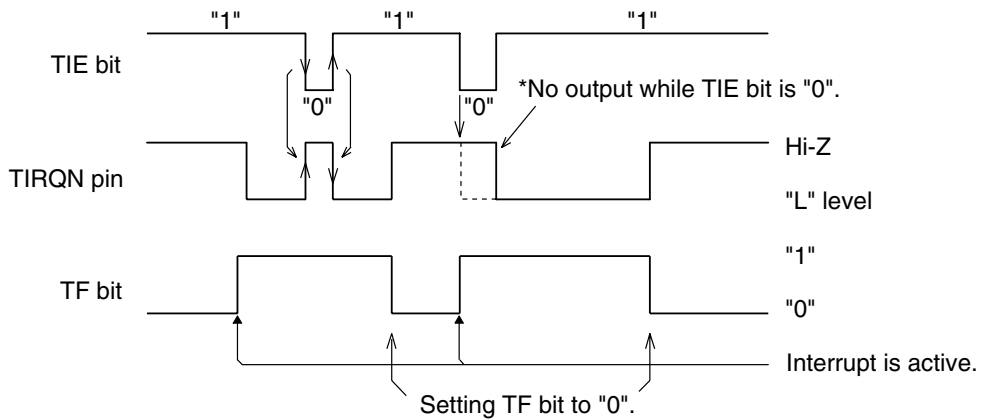 "1" "1" "1"
TIE bit
*No output while TIE bit is "0".
"0" "0"
Hi-Z
TIRQN pin
"L" level
"1"
TF bit
"0"
Interrupt is active.
Setting TF bit to "0".